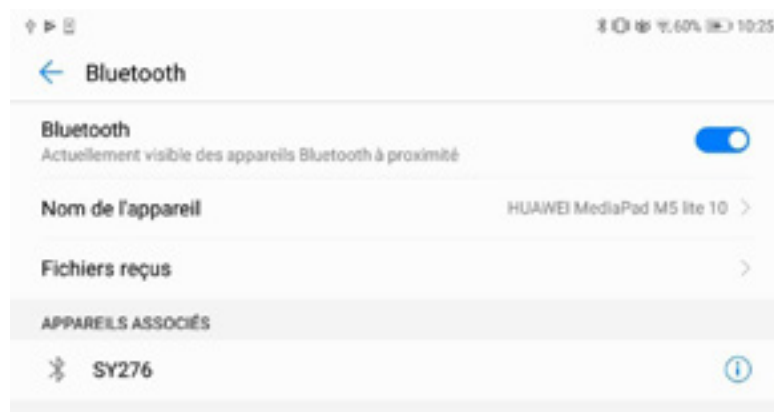 60% 10:25
Bluetooth
Bluetooth
Actuellement visible des appareils Bluetooth à proximité
Nom de l'appareil HUAWEI MediaPad M5 lite 10
Fichiers reçus
APPAREILS ASSOCIÉS
SY276